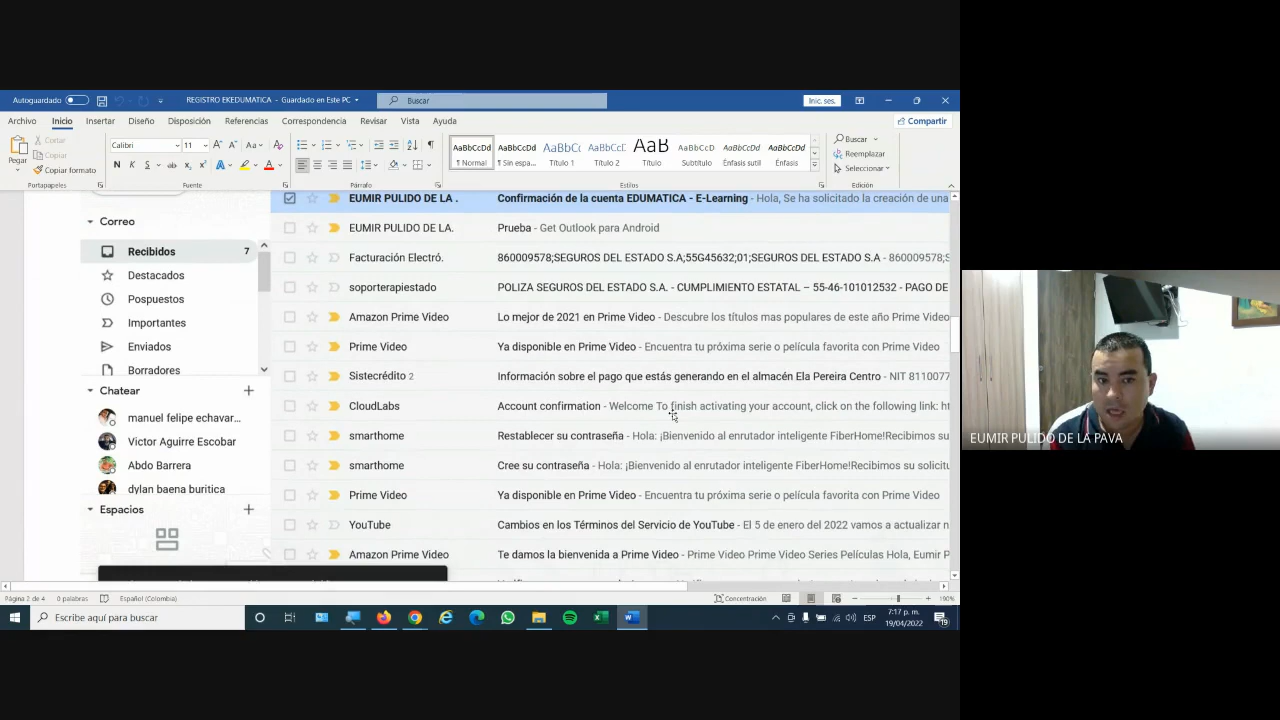 Autoguardado
REGISTRO EKEDUMATICA - Guardado en Este PC
Buscar
Inic. ses.
Archivo Inicio Insertar Diseño Disposición Referencias Correspondencia Revisar Vista Ayuda
Compartir
Pegar
Cortar
Copiar
Copiar formato
Portapapeles
Calibri 11
Fuente
Párrafo
AaBbCcDd AaBbCcDd AaBbCc AaBbCcE AaB AaBbCcD AaBbCcDd AaBbCcDd
¶ Normal ¶ Sin espa... Título 1 Título 2 Título Subtítulo Énfasis sutil Énfasis
Estilos
Buscar
Reemplazar
Seleccionar
Edición
Correo
Recibidos 7
Destacados
Pospuestos
Importantes
Enviados
Borradores
Chatear
manuel felipe echavar...
Victor Aguirre Escobar
Abdo Barrera
dylan baena buritica
Espacios
EUMIR PULIDO DE LA . Confirmación de la cuenta EDUMATICA - E-Learning - Hola, Se ha solicitado la creación de una
EUMIR PULIDO DE LA. Prueba - Get Outlook para Android
Facturación Electró. 860009578;SEGUROS DEL ESTADO S.A;55G45632;01;SEGUROS DEL ESTADO S.A - 860009578;S
soporterapiestado POLIZA SEGUROS DEL ESTADO S.A. - CUMPLIMIENTO ESTATAL – 55-46-101012532 - PAGO DE
Amazon Prime Video Lo mejor de 2021 en Prime Video - Descubre los títulos mas populares de este año Prime Video
Prime Video Ya disponible en Prime Video - Encuentra tu próxima serie o película favorita con Prime Video
Sistecrédito 2 Información sobre el pago que estás generando en el almacén Ela Pereira Centro - NIT 8110077
CloudLabs Account confirmation - Welcome To finish activating your account, click on the following link: ht
smarthome Restablecer su contraseña - Hola: ¡Bienvenido al enrutador inteligente FiberHome!Recibimos su
smarthome Cree su contraseña - Hola: ¡Bienvenido al enrutador inteligente FiberHome!Recibimos su solicitu
Prime Video Ya disponible en Prime Video - Encuentra tu próxima serie o película favorita con Prime Video
YouTube Cambios en los Términos del Servicio de YouTube - El 5 de enero del 2022 vamos a actualizar n
Amazon Prime Video Te damos la bienvenida a Prime Video - Prime Video Prime Video Series Películas Hola, Eumir P
Página 2 de 4 0 palabras Español (Colombia)
Concentración
190%
Escribe aquí para buscar
ESP
7:17 p. m.
19/04/2022
19
EUMIR PULIDO DE LA PAVA